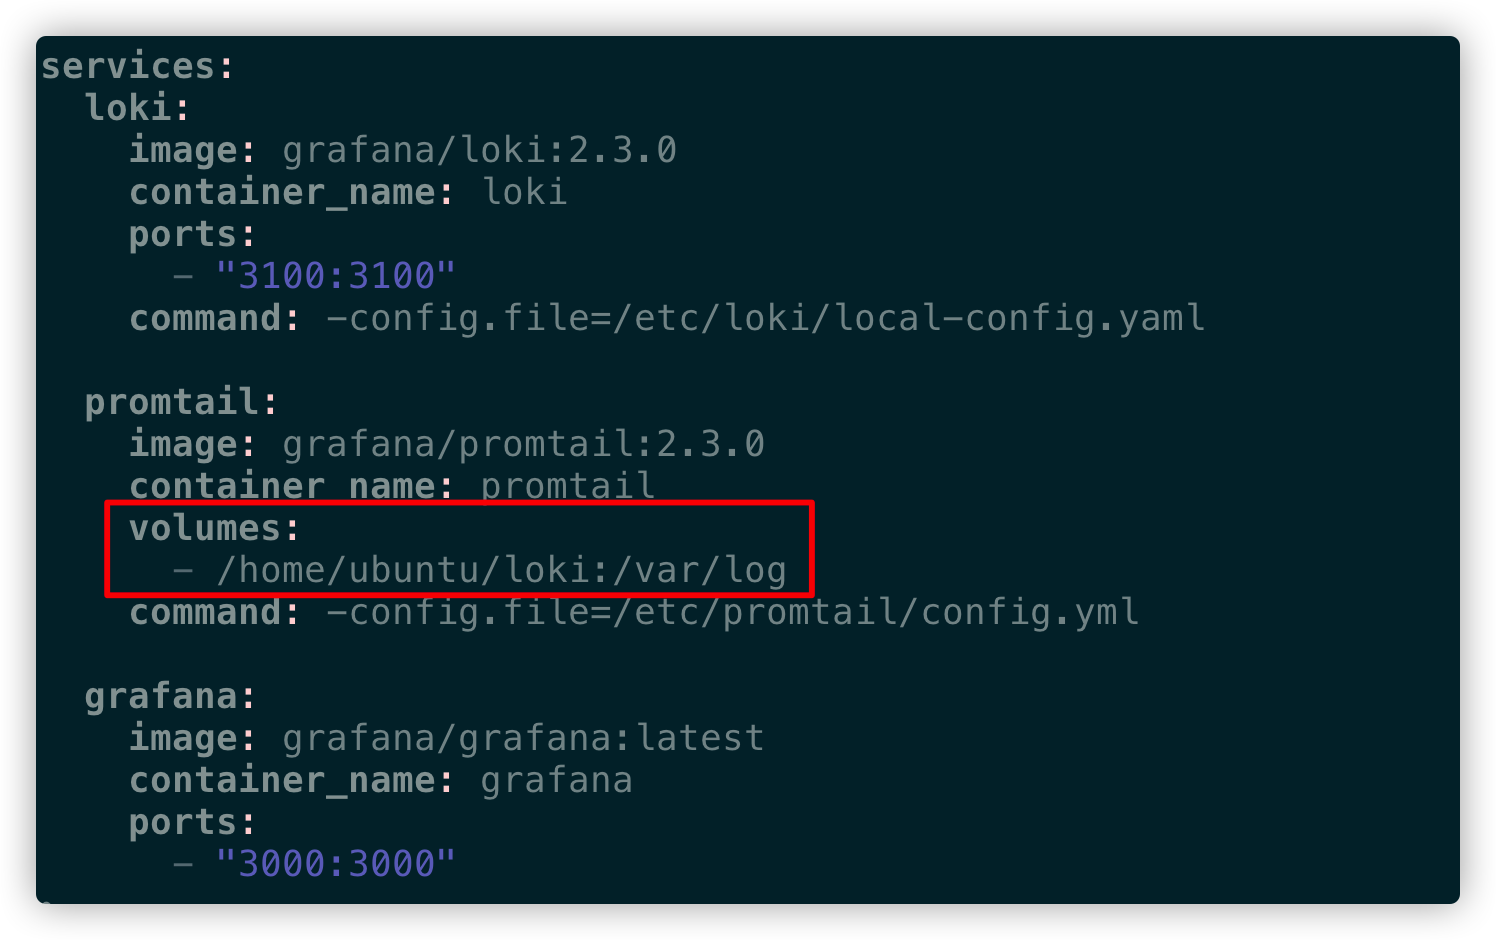 services:
  loki:
    image: grafana/loki:2.3.0
    container_name: loki
    ports:
      - "3100:3100"
    command: -config.file=/etc/loki/local-config.yaml

  promtail:
    image: grafana/promtail:2.3.0
    container_name: promtail
    volumes:
      - /home/ubuntu/loki:/var/log
    command: -config.file=/etc/promtail/config.yml

  grafana:
    image: grafana/grafana:latest
    container_name: grafana
    ports:
      - "3000:3000"